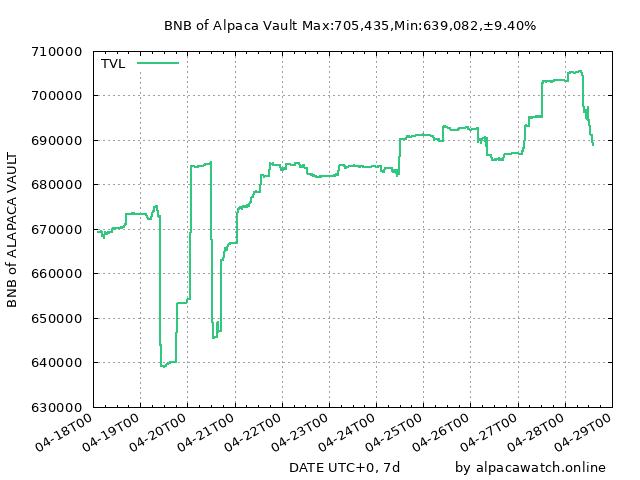 BNB of Alpaca Vault Max:705,435,Min:639,082,±9.40%
TVL
710000
700000
690000
680000
670000
660000
650000
640000
630000
BNB of ALAPACA VAULT
04-18T00
04-19T00
04-20T00
04-21T00
04-22T00
04-23T00
04-24T00
04-25T00
04-26T00
04-27T00
04-28T00
04-29T00
DATE UTC+0, 7d
by alpacawatch.online